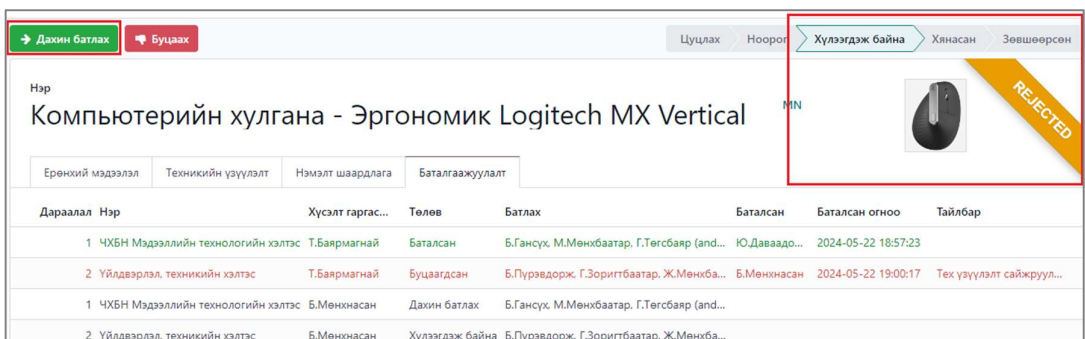 Дахин батлах Буцаах Цуцлах Ноорог Хүлээгдэж байна Хянасан Зөвшөөрсөн
REJECTED
Нэр
Компьютерийн хулгана - Эргономик Logitech MX Vertical MN
Ерөнхий мэдээлэл Техникийн үзүүлэлт Нэмэлт шаардлага Баталгаажуулалт
Дараалал Нэр Хүсэлт гаргас... Төлөв Батлах Баталсан Баталсан огноо Тайлбар
1 ЧХБН Мэдээллийн технологийн хэлтэс Т.Баярмагнай Баталсан Б.Гансүх, М.Мөнхбаатар, Г.Төгсбаяр (and... Ю.Даваадо... 2024-05-22 18:57:23
2 Үйлдвэрлэл, техникийн хэлтэс Т.Баярмагнай Буцаагдсан Б.Пүрэвдорж, Г.Зоригтбаатар, Ж.Мөнхба... Б.Мөнхнасан 2024-05-22 19:00:17 Тех үзүүлэлт сайжруул...
1 ЧХБН Мэдээллийн технологийн хэлтэс Б.Мөнхнасан Дахин батлах Б.Гансүх, М.Мөнхбаатар, Г.Төгсбаяр (and...
2 Үйлдвэрлэл, техникийн хэлтэс Б.Мөнхнасан Хүлээгдэж байна Б.Пүрэвдорж, Г.Зоригтбаатар, Ж.Мөнхба...